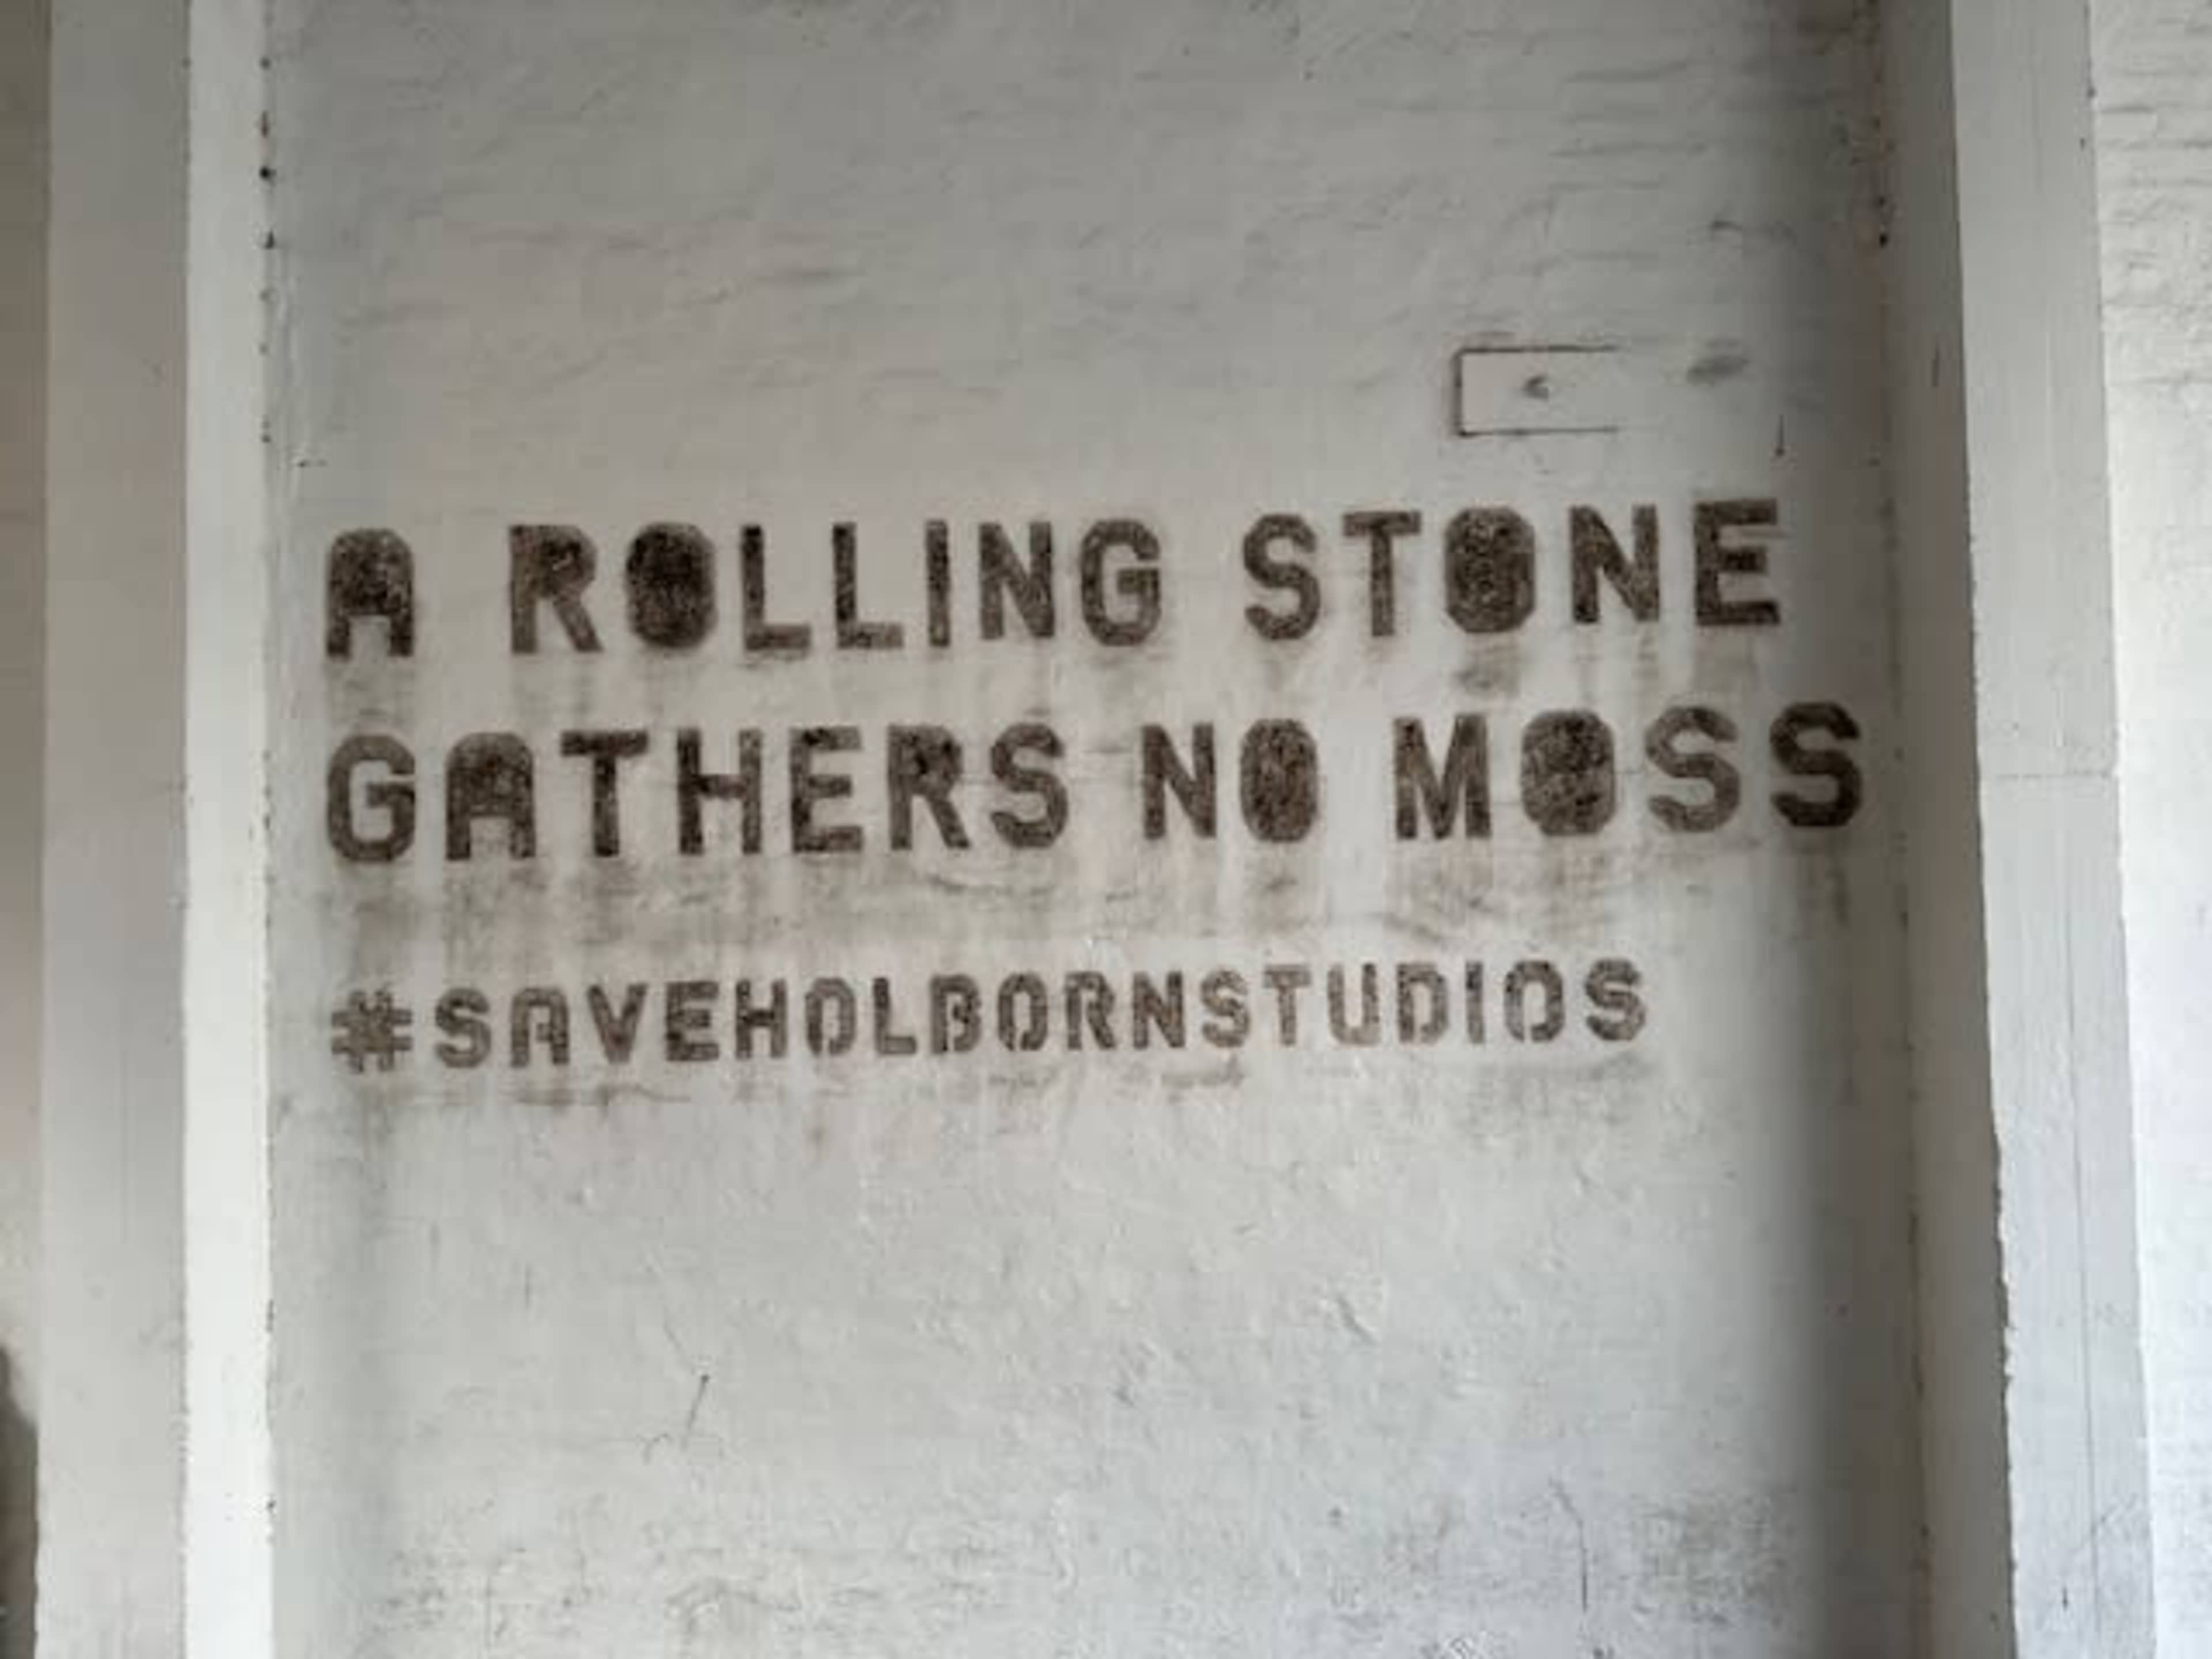 A ROLLING STONE
GATHERS NO MOSS
#SAVEHOLBORNSTUDIOS